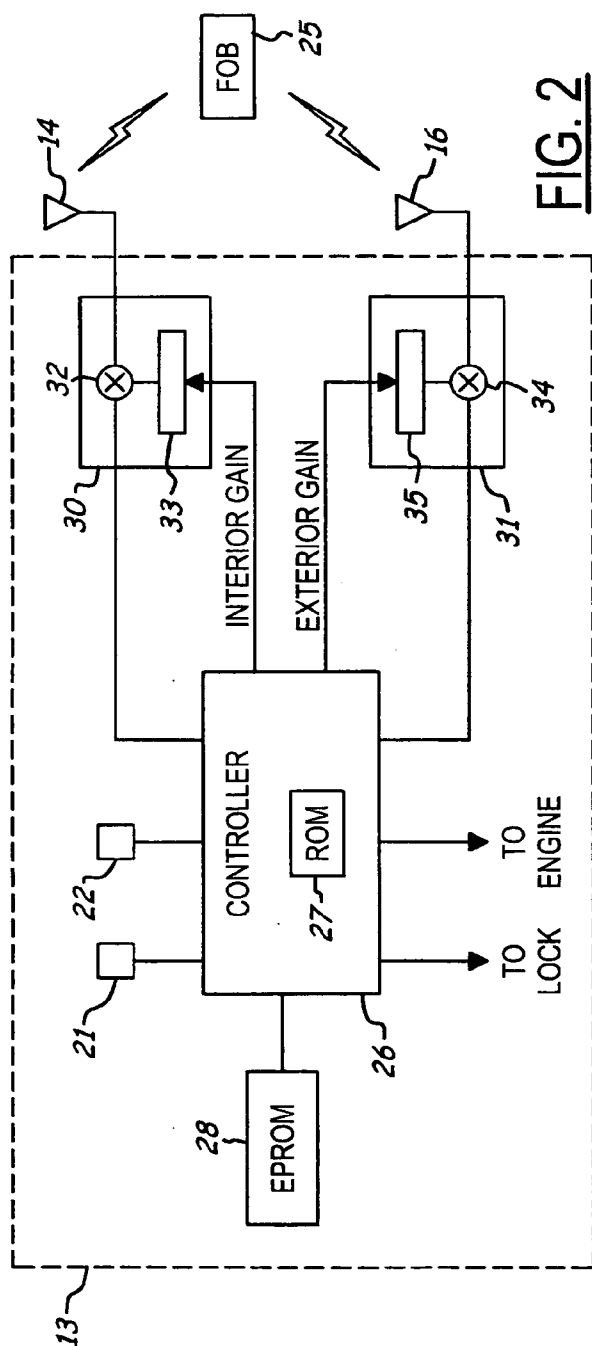 13
28
EPROM
21
22
CONTROLLER
ROM
27
26
TO
LOCK
TO
ENGINE
INTERIOR GAIN
EXTERIOR GAIN
30
32
33
35
34
31
14
16
FOB
25
FIG. 2